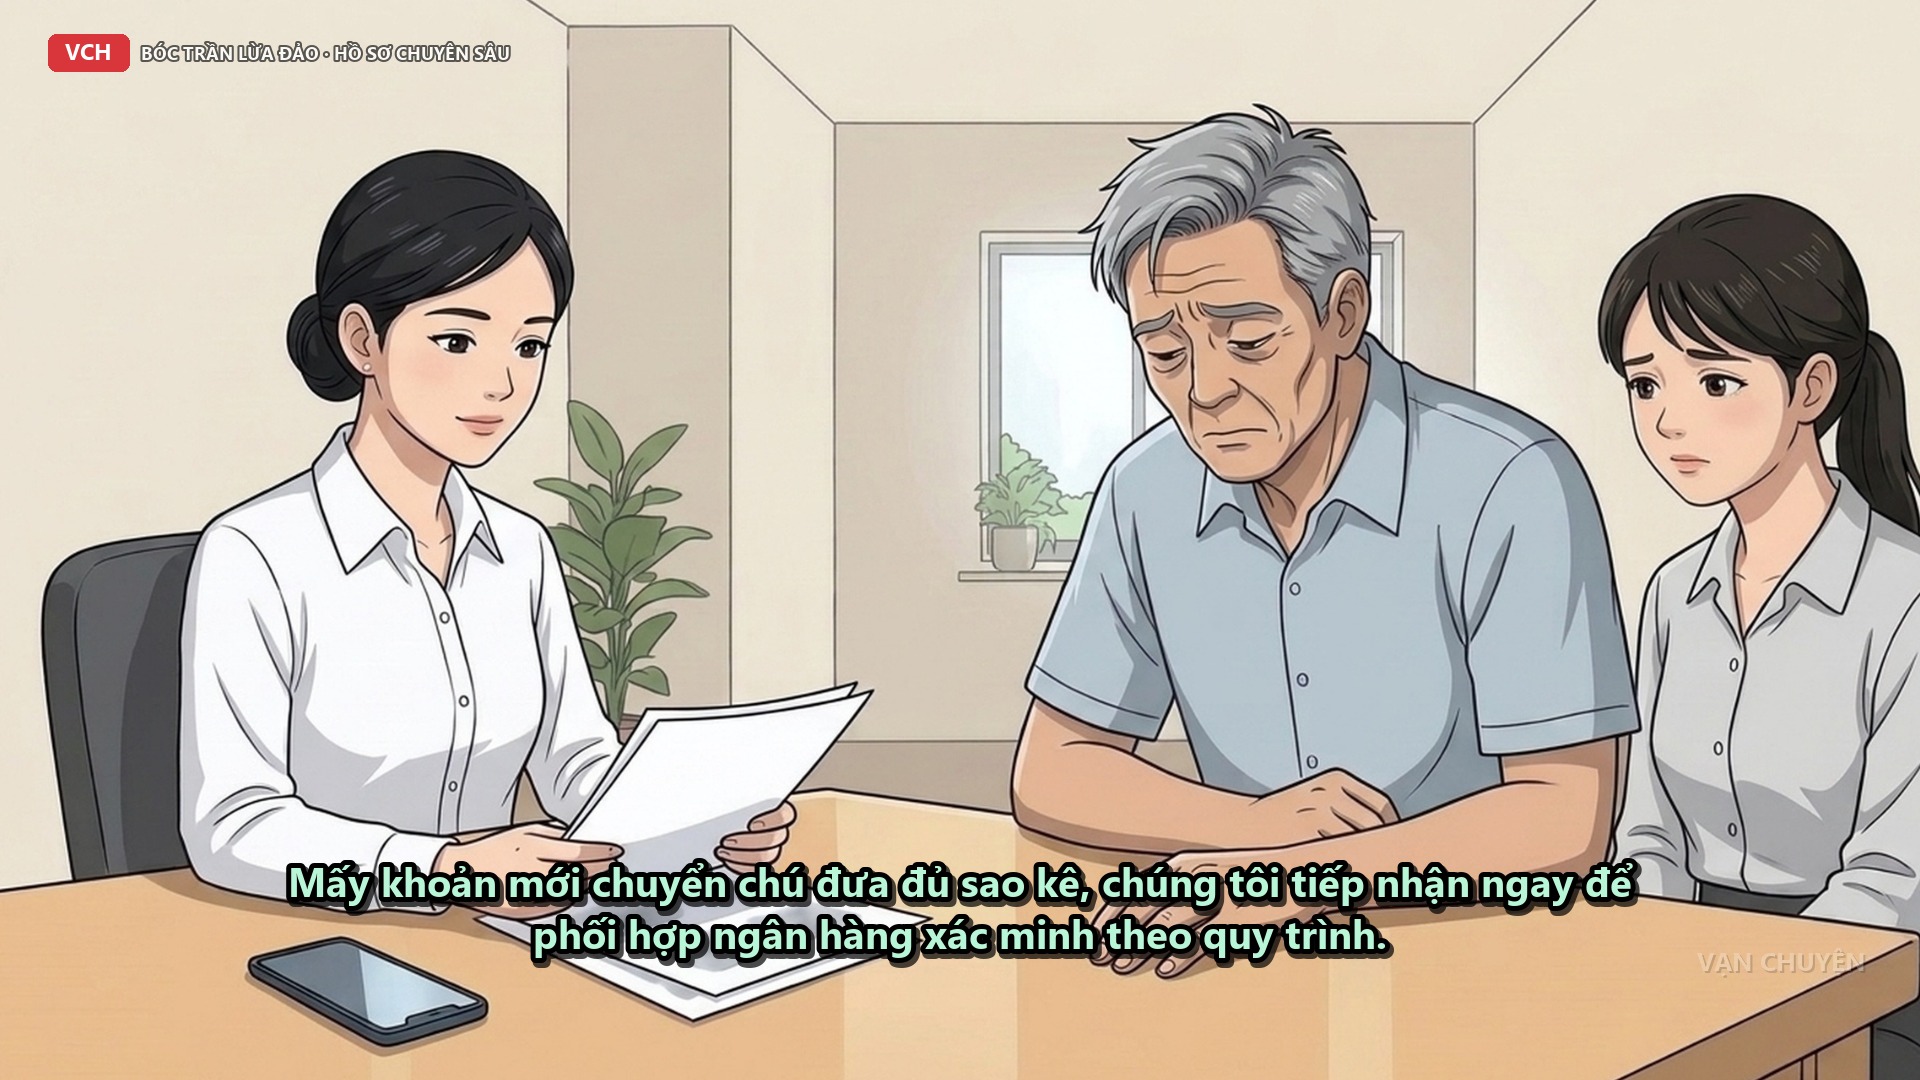 VCH BÓC TRẦN LỪA ĐẢO · HỒ SƠ CHUYÊN SÂU
Mấy khoản mới chuyển chú đưa đủ sao kê, chúng tôi tiếp nhận ngay để
phối hợp ngân hàng xác minh theo quy trình.
VẠN CHUYỆN